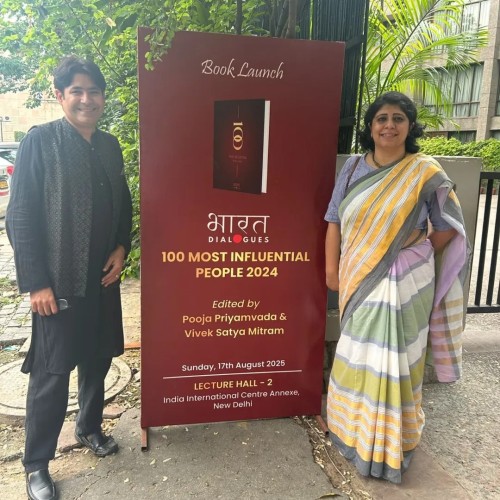 Book Launch
100
भारत
DIALOGUES
100 MOST INFLUENTIAL
PEOPLE 2024
Edited by
Pooja Priyamvada &
Vivek Satya Mitram
Sunday, 17th August 2025
LECTURE HALL - 2
India International Centre Annexe,
New Delhi